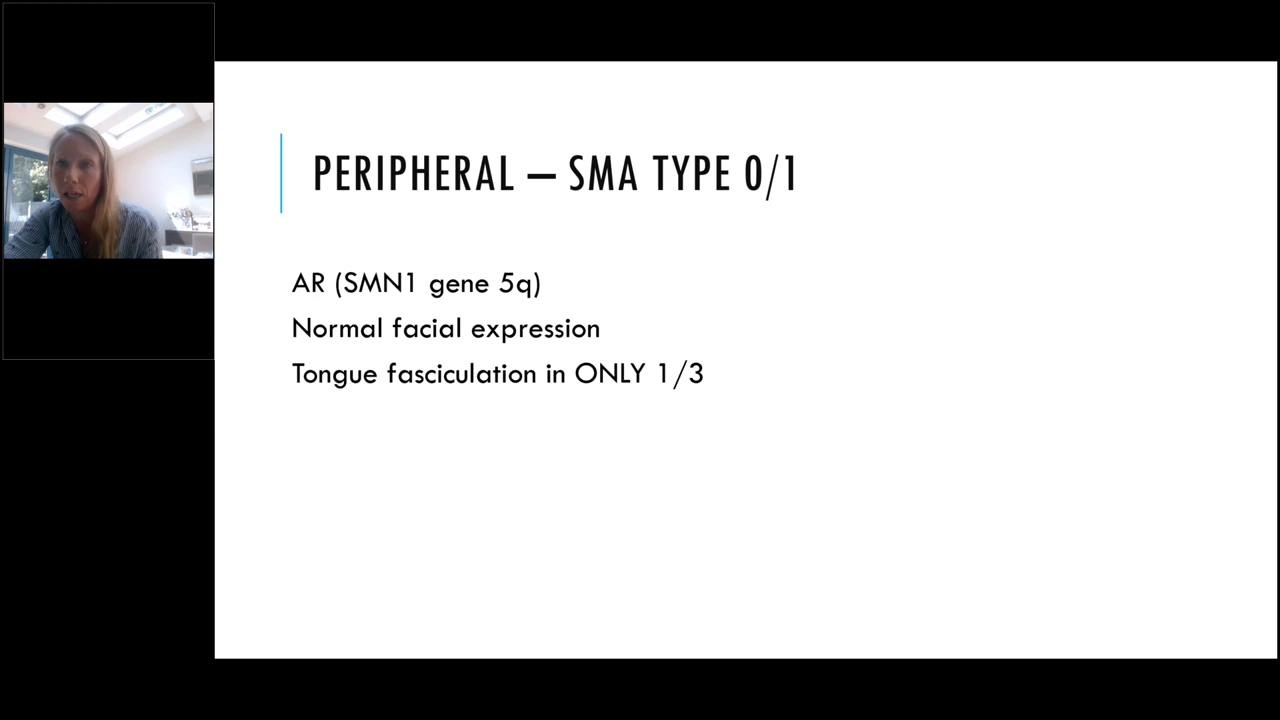 PERIPHERAL – SMA TYPE 0/1
AR (SMN1 gene 5q)
Normal facial expression
Tongue fasciculation in ONLY 1/3